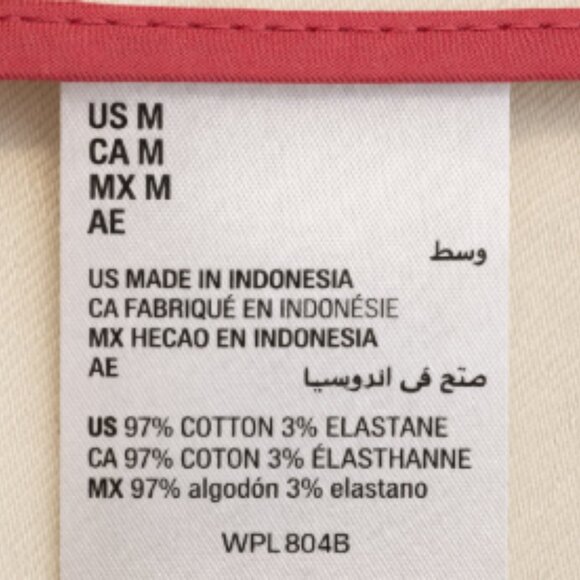 US M
CA M
MX M
AE
وسط
US MADE IN INDONESIA
CA FABRIQUÉ EN INDONÉSIE
MX HECAO EN INDONESIA
AE صتح في اندوسيا
US 97% COTTON 3% ELASTANE
CA 97% COTON 3% ÉLASTHANNE
MX 97% algodón 3% elastano
WPL 804B